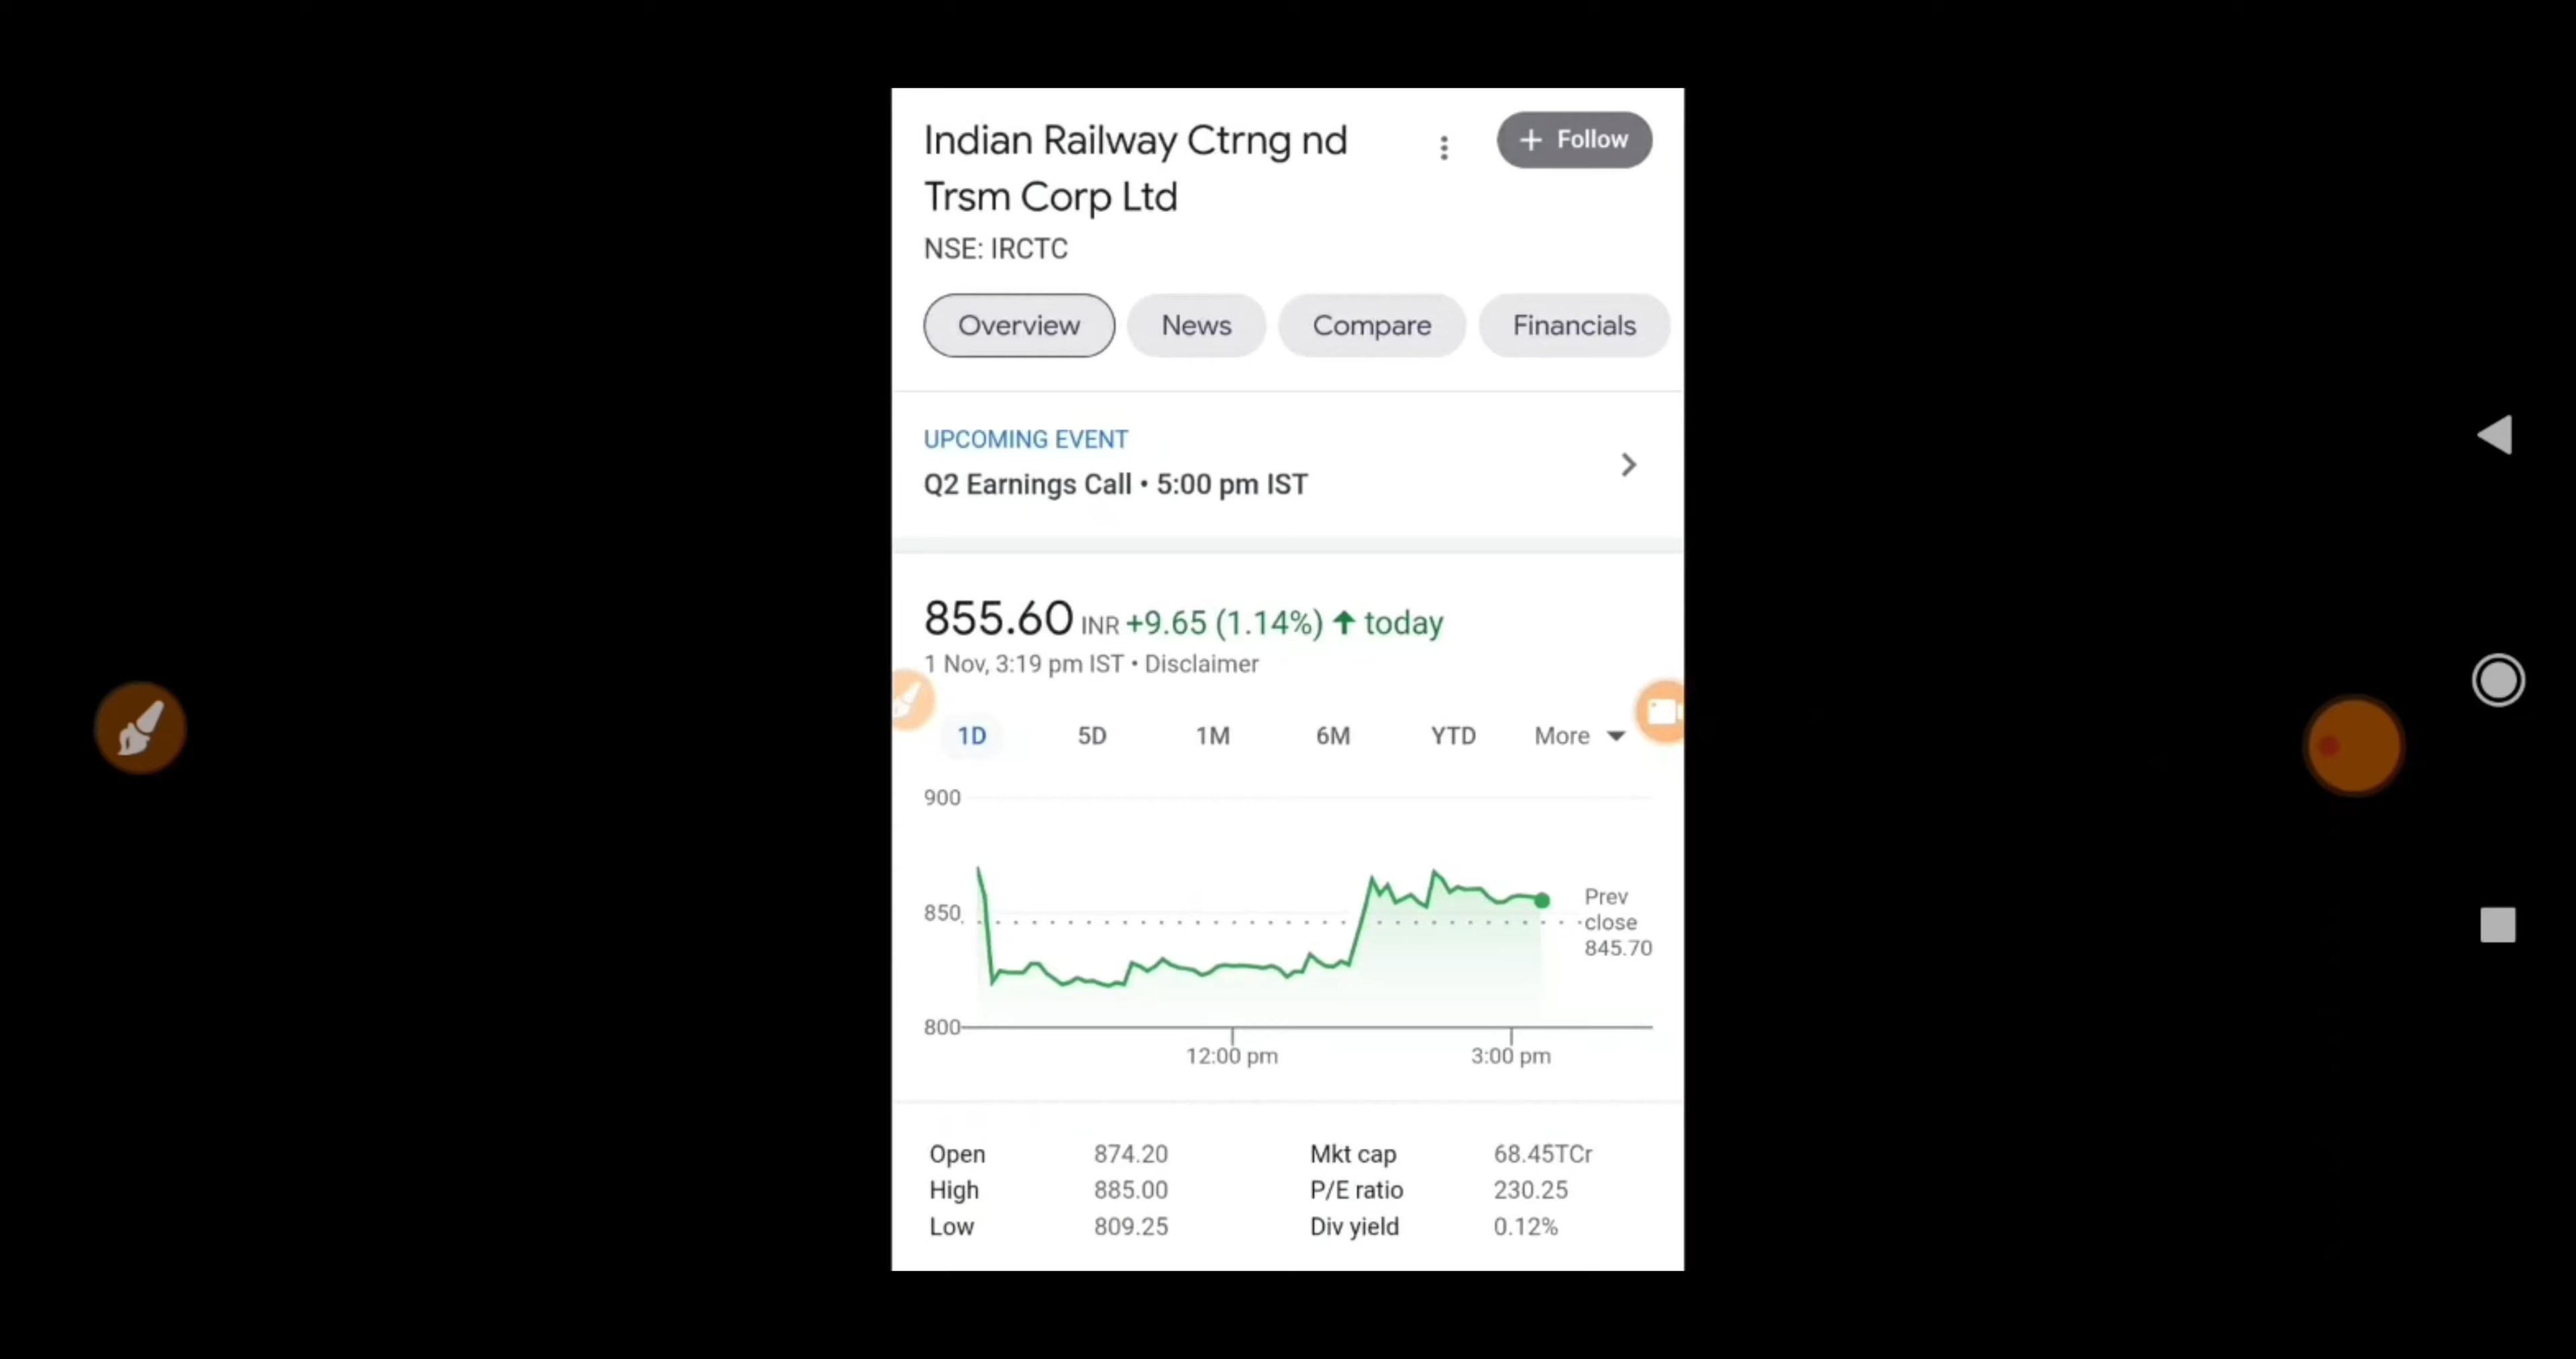 Indian Railway Ctrng nd
Trsm Corp Ltd
+ Follow
NSE: IRCTC
Overview News Compare Financials
UPCOMING EVENT
Q2 Earnings Call • 5:00 pm IST
855.60 INR +9.65 (1.14%) ↑ today
1 Nov, 3:19 pm IST • Disclaimer
1D 5D 1M 6M YTD More
900
850
800
Prev
close
845.70
12:00 pm 3:00 pm
Open 874.20 Mkt cap 68.45TCr
High 885.00 P/E ratio 230.25
Low 809.25 Div yield 0.12%